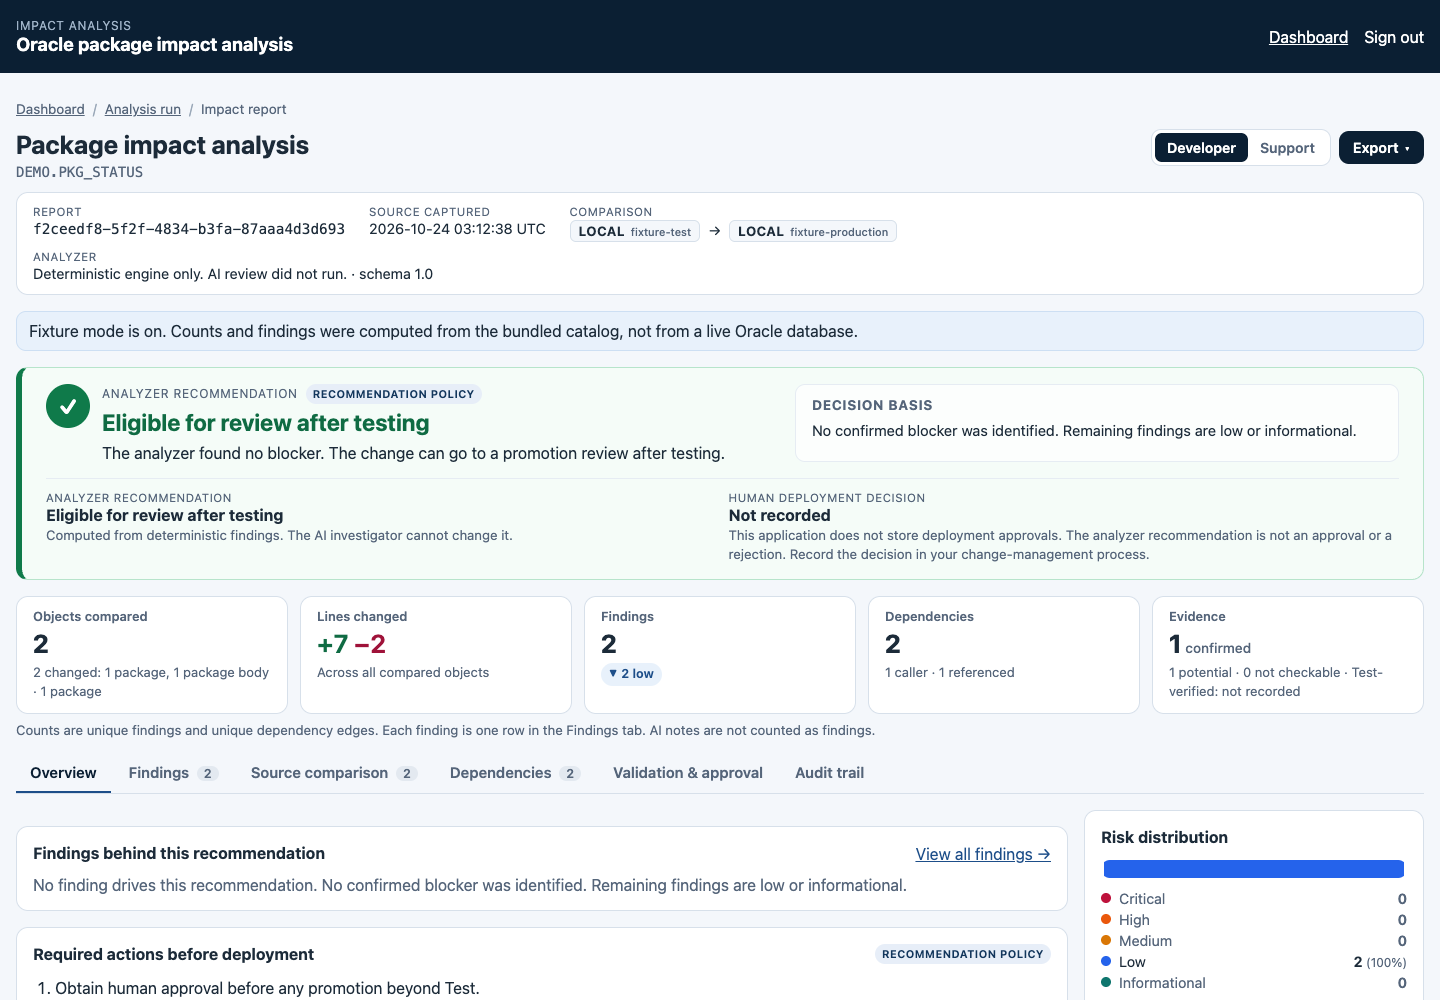 IMPACT ANALYSIS
Oracle package impact analysis
Dashboard Sign out
Dashboard / Analysis run / Impact report
Package impact analysis
DEMO.PKG_STATUS
Developer Support Export
REPORT
f2ceedf8-5f2f-4834-b3fa-87aaa4d3d693
SOURCE CAPTURED
2026-10-24 03:12:38 UTC
COMPARISON
LOCAL fixture-test → LOCAL fixture-production
ANALYZER
Deterministic engine only. AI review did not run. · schema 1.0
Fixture mode is on. Counts and findings were computed from the bundled catalog, not from a live Oracle database.
ANALYZER RECOMMENDATION RECOMMENDATION POLICY
Eligible for review after testing
The analyzer found no blocker. The change can go to a promotion review after testing.
DECISION BASIS
No confirmed blocker was identified. Remaining findings are low or informational.
ANALYZER RECOMMENDATION
Eligible for review after testing
Computed from deterministic findings. The AI investigator cannot change it.
HUMAN DEPLOYMENT DECISION
Not recorded
This application does not store deployment approvals. The analyzer recommendation is not an approval or a
rejection. Record the decision in your change-management process.
Objects compared
2
2 changed: 1 package, 1 package body
· 1 package
Lines changed
+7 −2
Across all compared objects
Findings
2
▼ 2 low
Dependencies
2
1 caller · 1 referenced
Evidence
1 confirmed
1 potential · 0 not checkable · Test-
verified: not recorded
Counts are unique findings and unique dependency edges. Each finding is one row in the Findings tab. AI notes are not counted as findings.
Overview Findings 2 Source comparison 2 Dependencies 2 Validation & approval Audit trail
Findings behind this recommendation
View all findings →
No finding drives this recommendation. No confirmed blocker was identified. Remaining findings are low or informational.
Required actions before deployment
RECOMMENDATION POLICY
1. Obtain human approval before any promotion beyond Test.
Risk distribution
Critical 0
High 0
Medium 0
Low 2 (100%)
Informational 0